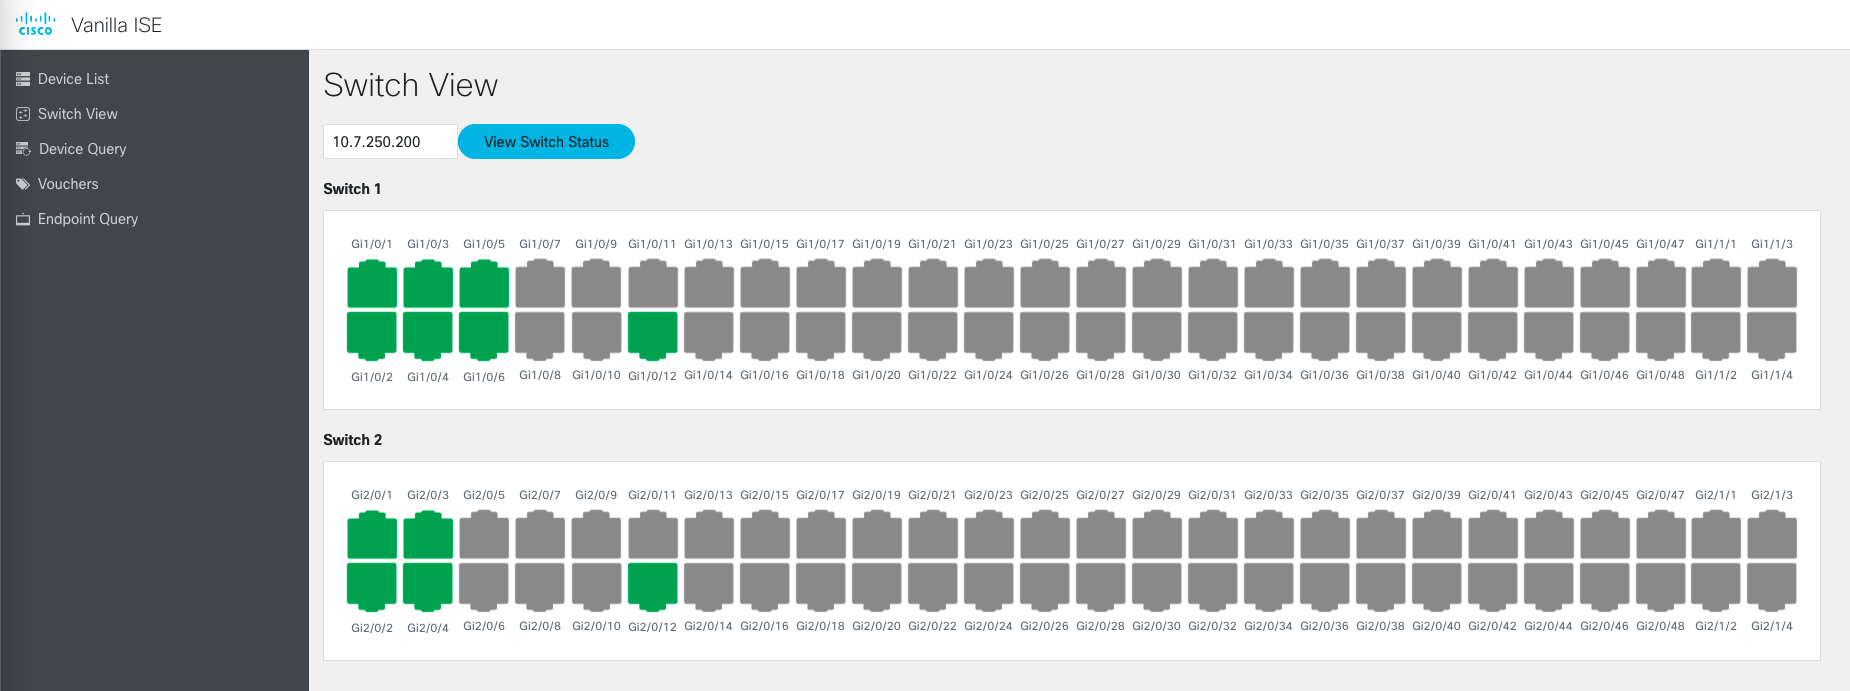 CISCO Vanilla ISE
Device List
Switch View
Device Query
Vouchers
Endpoint Query
Switch View
10.7.250.200 View Switch Status
Switch 1
Gi1/0/1 Gi1/0/3 Gi1/0/5 Gi1/0/7 Gi1/0/9 Gi1/0/11 Gi1/0/13 Gi1/0/15 Gi1/0/17 Gi1/0/19 Gi1/0/21 Gi1/0/23 Gi1/0/25 Gi1/0/27 Gi1/0/29 Gi1/0/31 Gi1/0/33 Gi1/0/35 Gi1/0/37 Gi1/0/39 Gi1/0/41 Gi1/0/43 Gi1/0/45 Gi1/0/47 Gi1/1/1 Gi1/1/3
Gi1/0/2 Gi1/0/4 Gi1/0/6 Gi1/0/8 Gi1/0/10 Gi1/0/12 Gi1/0/14 Gi1/0/16 Gi1/0/18 Gi1/0/20 Gi1/0/22 Gi1/0/24 Gi1/0/26 Gi1/0/28 Gi1/0/30 Gi1/0/32 Gi1/0/34 Gi1/0/36 Gi1/0/38 Gi1/0/40 Gi1/0/42 Gi1/0/44 Gi1/0/46 Gi1/0/48 Gi1/1/2 Gi1/1/4
Switch 2
Gi2/0/1 Gi2/0/3 Gi2/0/5 Gi2/0/7 Gi2/0/9 Gi2/0/11 Gi2/0/13 Gi2/0/15 Gi2/0/17 Gi2/0/19 Gi2/0/21 Gi2/0/23 Gi2/0/25 Gi2/0/27 Gi2/0/29 Gi2/0/31 Gi2/0/33 Gi2/0/35 Gi2/0/37 Gi2/0/39 Gi2/0/41 Gi2/0/43 Gi2/0/45 Gi2/0/47 Gi2/1/1 Gi2/1/3
Gi2/0/2 Gi2/0/4 Gi2/0/6 Gi2/0/8 Gi2/0/10 Gi2/0/12 Gi2/0/14 Gi2/0/16 Gi2/0/18 Gi2/0/20 Gi2/0/22 Gi2/0/24 Gi2/0/26 Gi2/0/28 Gi2/0/30 Gi2/0/32 Gi2/0/34 Gi2/0/36 Gi2/0/38 Gi2/0/40 Gi2/0/42 Gi2/0/44 Gi2/0/46 Gi2/0/48 Gi2/1/2 Gi2/1/4